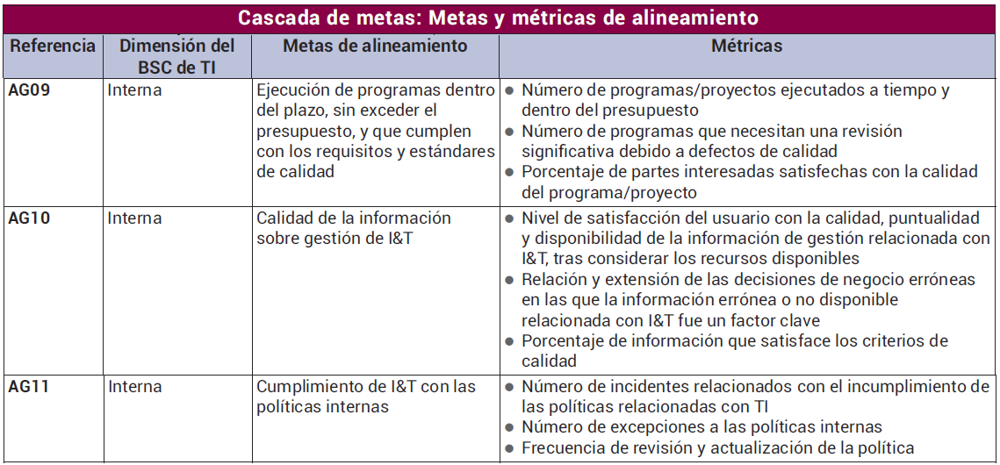 Cascada de metas: Metas y métricas de alineamiento
Referencia
Dimensión del
BSC de TI
Metas de alineamiento
Métricas
AG09
Interna
Ejecución de programas dentro
del plazo, sin exceder el
presupuesto, y que cumplen
con los requisitos y estándares
de calidad
● Número de programas/proyectos ejecutados a tiempo y
dentro del presupuesto
● Número de programas que necesitan una revisión
significativa debido a defectos de calidad
● Porcentaje de partes interesadas satisfechas con la calidad
del programa/proyecto
AG10
Interna
Calidad de la información
sobre gestión de I&T
● Nivel de satisfacción del usuario con la calidad, puntualidad
y disponibilidad de la información de gestión relacionada con
I&T, tras considerar los recursos disponibles
● Relación y extensión de las decisiones de negocio erróneas
en las que la información errónea o no disponible
relacionada con I&T fue un factor clave
● Porcentaje de información que satisface los criterios de
calidad
AG11
Interna
Cumplimiento de I&T con las
políticas internas
● Número de incidentes relacionados con el incumplimiento de
las políticas relacionadas con TI
● Número de excepciones a las políticas internas
● Frecuencia de revisión y actualización de la política